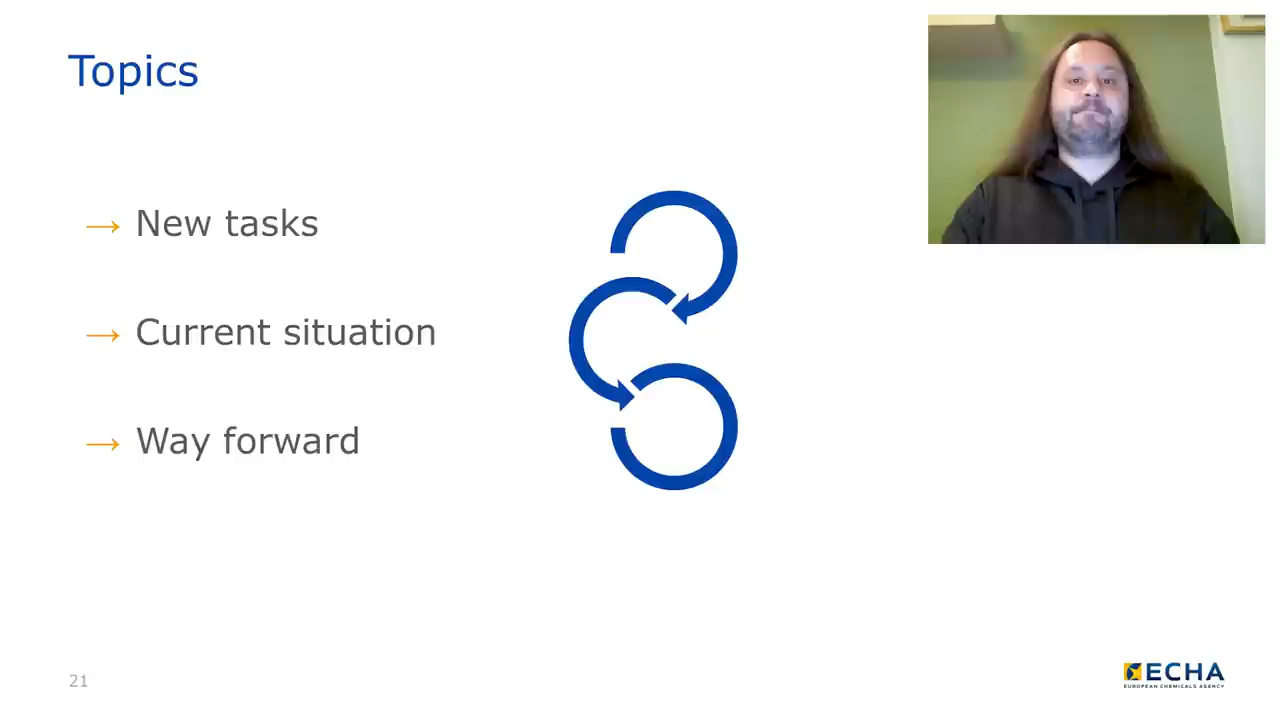 Topics
→ New tasks
→ Current situation
→ Way forward
21
ECHA
EUROPEAN CHEMICALS AGENCY